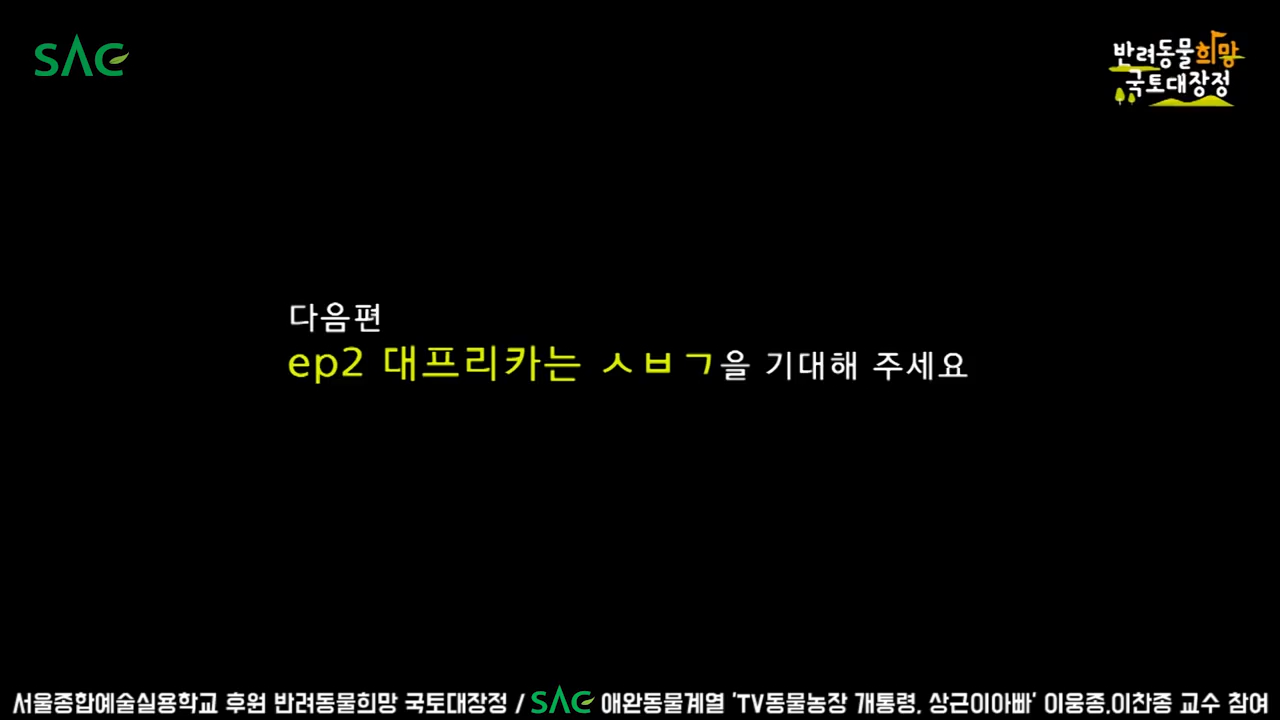 SAC
반려동물희망
국토대장정
다음편
ep2 대프리카는 ㅅㅂㄱ을 기대해 주세요
서울종합예술실용학교 후원 반려동물희망 국토대장정 / SAC 애완동물계열 'TV동물농장 개통령, 상근이아빠' 이웅종,이찬종 교수 참여